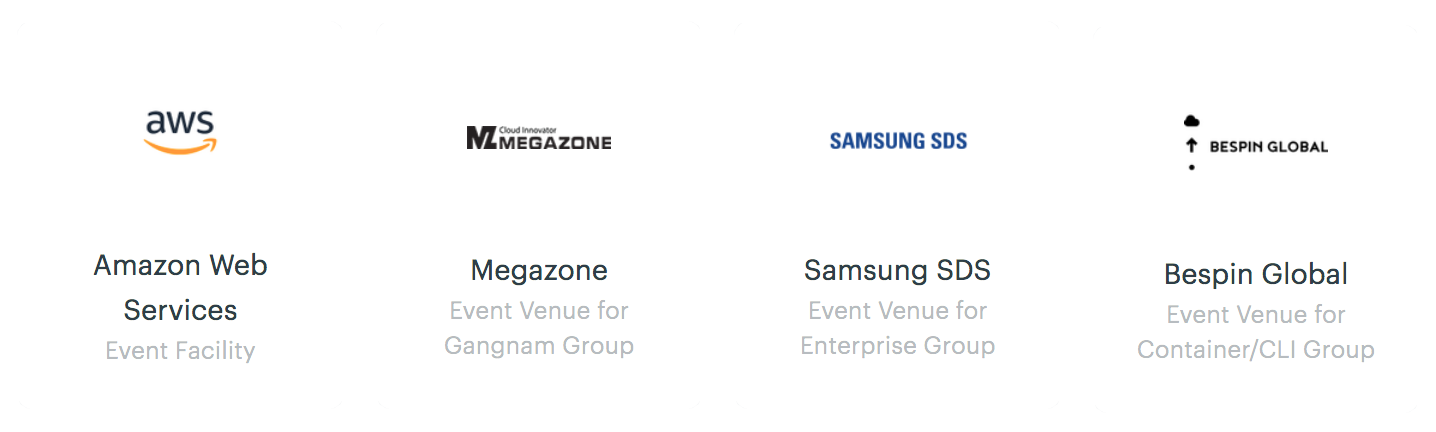 aws
Cloud Innovator
MZ MEGAZONE
SAMSUNG SDS
BESPIN GLOBAL
Amazon Web
Services
Event Facility
Megazone
Event Venue for
Gangnam Group
Samsung SDS
Event Venue for
Enterprise Group
Bespin Global
Event Venue for
Container/CLI Group